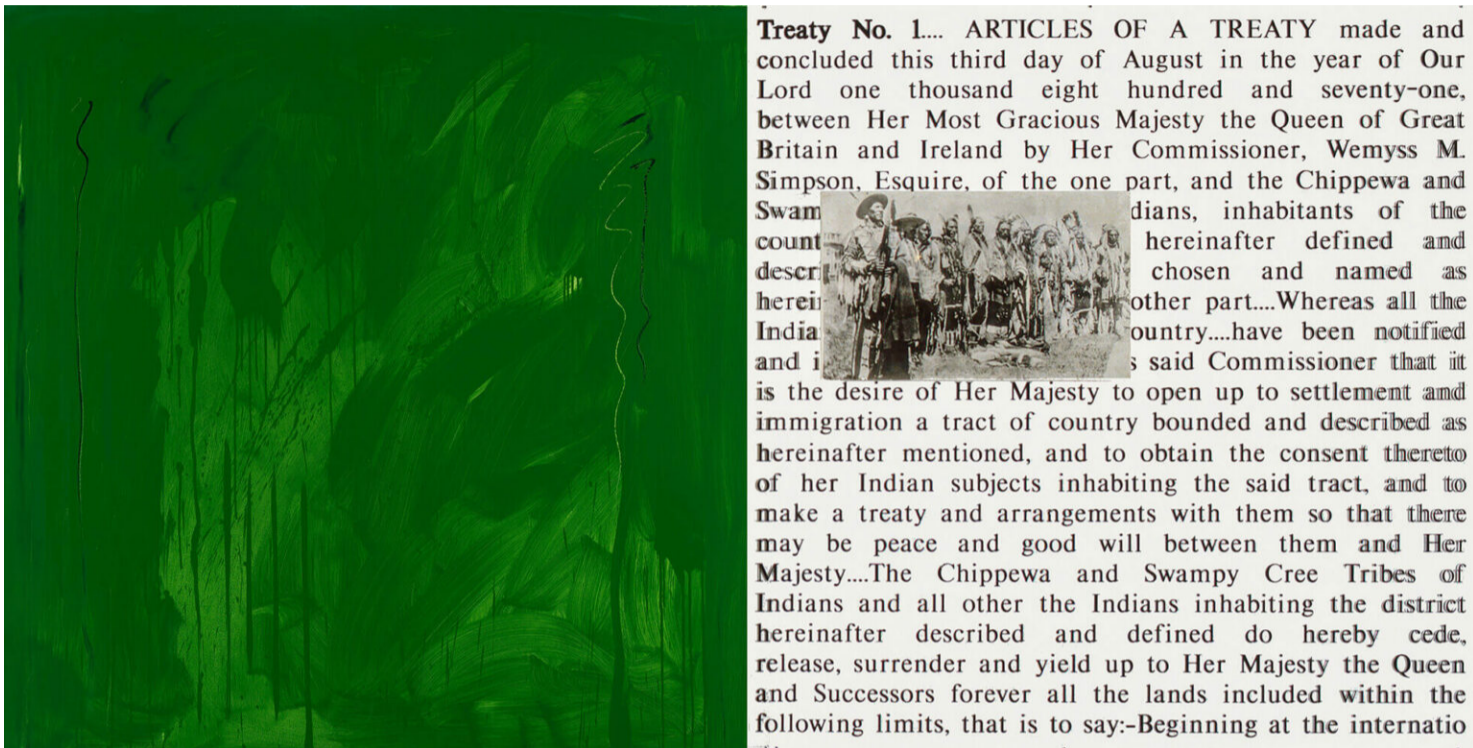 Treaty No. 1.... ARTICLES OF A TREATY made and
concluded this third day of August in the year of Our
Lord one thousand eight hundred and seventy-one,
between Her Most Gracious Majesty the Queen of Great
Britain and Ireland by Her Commissioner, Wemyss M.
Simpson, Esquire, of the one part, and the Chippewa and
Swam dians, inhabitants of the
count hereinafter defined and
descr chosen and named as
herei other part....Whereas all the
India ountry....have been notified
and i s said Commissioner that it
is the desire of Her Majesty to open up to settlement and
immigration a tract of country bounded and described as
hereinafter mentioned, and to obtain the consent thereto
of her Indian subjects inhabiting the said tract, and to
make a treaty and arrangements with them so that there
may be peace and good will between them and Her
Majesty....The Chippewa and Swampy Cree Tribes of
Indians and all other the Indians inhabiting the district
hereinafter described and defined do hereby cede,
release, surrender and yield up to Her Majesty the Queen
and Successors forever all the lands included within the
following limits, that is to say:-Beginning at the internatio